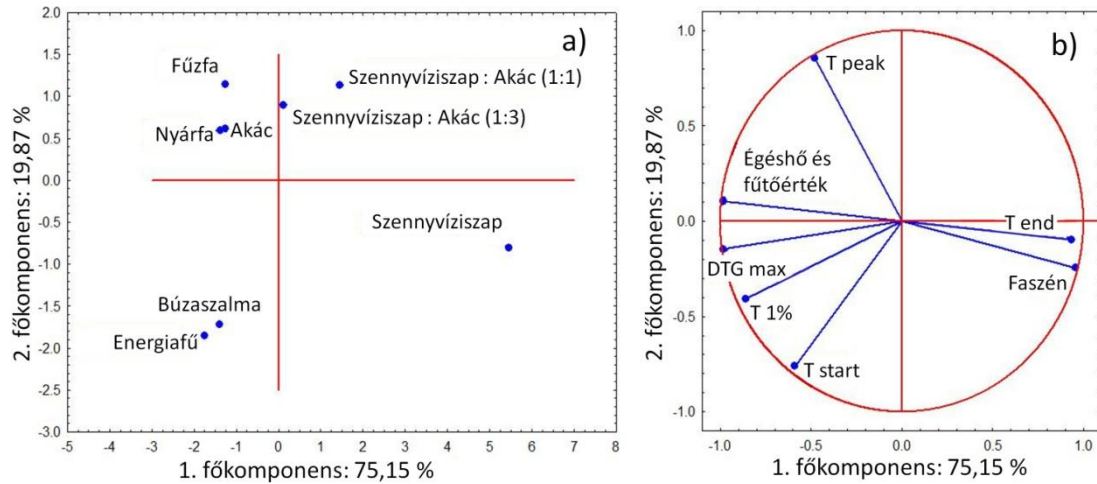 a)
2. főkomponens: 19,87 %
2.0
1.5
1.0
0.5
0.0
-0.5
-1.0
-1.5
-2.0
-2.5
-3.0
Fűzfa
Szennyvíziszap : Akác (1:1)
Szennyvíziszap : Akác (1:3)
Nyárfa
Akác
Szennyvíziszap
Búzaszalma
Energiafű
-5 -4 -3 -2 -1 0 1 2 3 4 5 6 7 8
1. főkomponens: 75,15 %
b)
2. főkomponens: 19,87 %
1.0
0.5
0.0
-0.5
-1.0
T peak
Égéshő és
fűtőérték
T end
DTG max
Faszén
T 1%
T start
-1.0 -0.5 0.0 0.5 1.0
1. főkomponens: 75,15 %